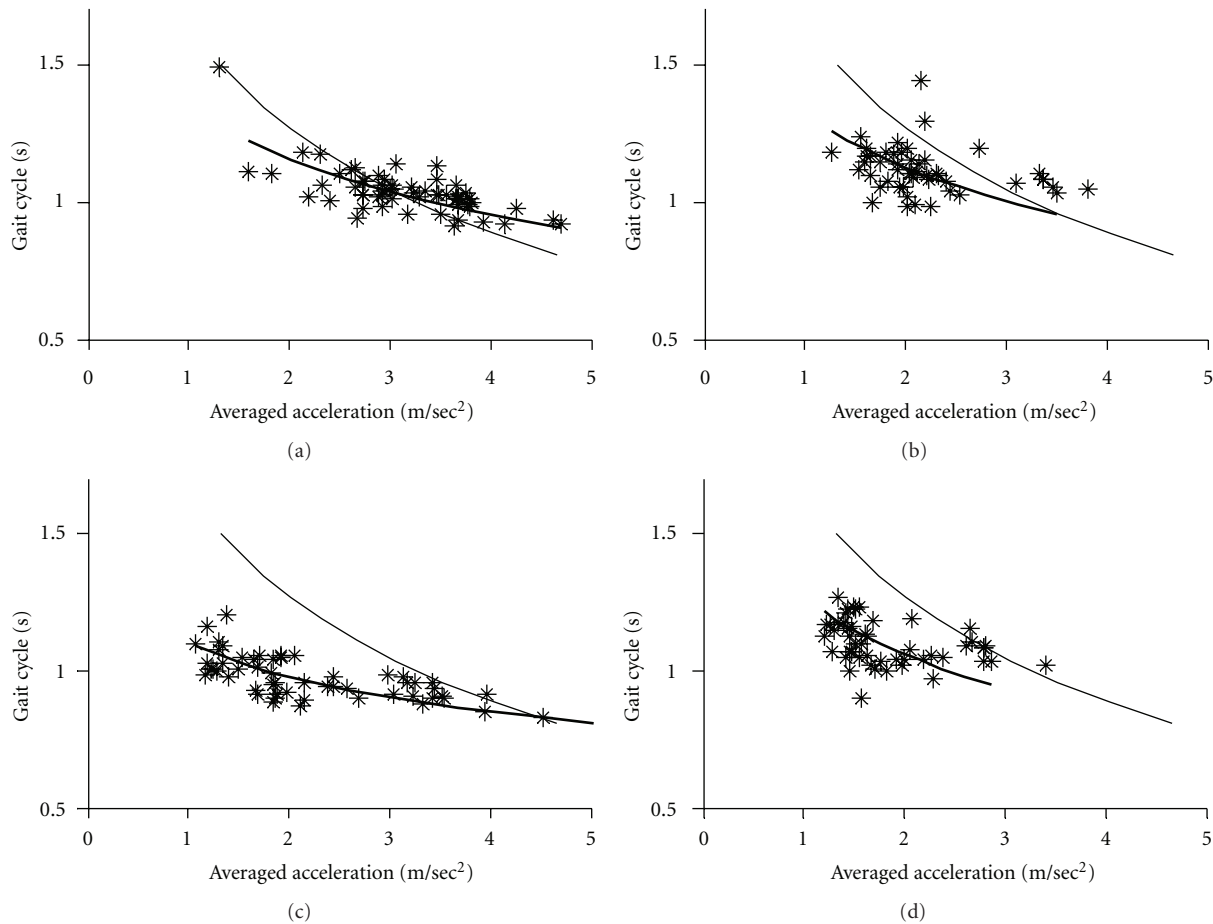 1.5
1
0.5
Gait cycle (s)
0 1 2 3 4 5
Averaged acceleration (m/sec²)
(a)
1.5
1
0.5
Gait cycle (s)
0 1 2 3 4 5
Averaged acceleration (m/sec²)
(b)
1.5
1
0.5
Gait cycle (s)
0 1 2 3 4 5
Averaged acceleration (m/sec²)
(c)
1.5
1
0.5
Gait cycle (s)
0 1 2 3 4 5
Averaged acceleration (m/sec²)
(d)